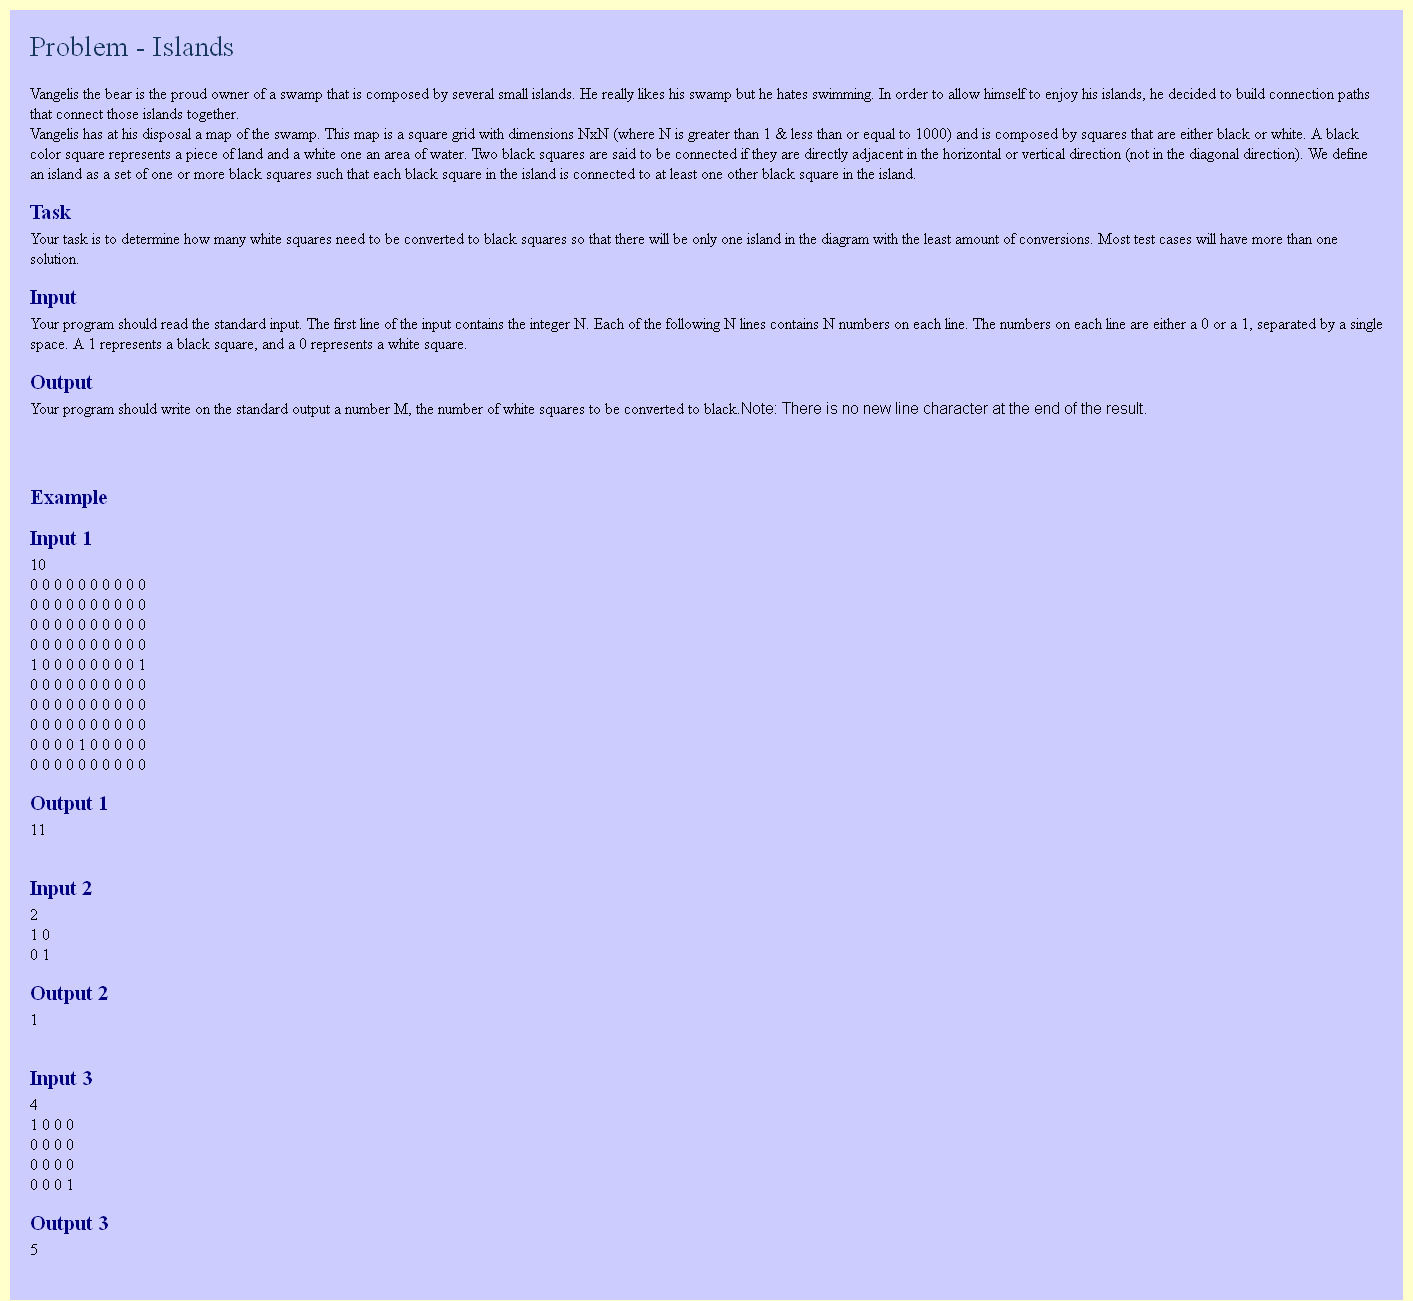 Problem - Islands
Vangelis the bear is the proud owner of a swamp that is composed by several small islands. He really likes his swamp but he hates swimming. In order to allow himself to enjoy his islands, he decided to build connection paths
that connect those islands together.
Vangelis has at his disposal a map of the swamp. This map is a square grid with dimensions NxN (where N is greater than 1 & less than or equal to 1000) and is composed by squares that are either black or white. A black
color square represents a piece of land and a white one an area of water. Two black squares are said to be connected if they are directly adjacent in the horizontal or vertical direction (not in the diagonal direction). We define
an island as a set of one or more black squares such that each black square in the island is connected to at least one other black square in the island.
Task
Your task is to determine how many white squares need to be converted to black squares so that there will be only one island in the diagram with the least amount of conversions. Most test cases will have more than one
solution.
Input
Your program should read the standard input. The first line of the input contains the integer N. Each of the following N lines contains N numbers on each line. The numbers on each line are either a 0 or a 1, separated by a single
space. A 1 represents a black square, and a 0 represents a white square.
Output
Your program should write on the standard output a number M, the number of white squares to be converted to black.Note: There is no new line character at the end of the result.
Example
Input 1
10
0 0 0 0 0 0 0 0 0 0
0 0 0 0 0 0 0 0 0 0
0 0 0 0 0 0 0 0 0 0
0 0 0 0 0 0 0 0 0 0
1 0 0 0 0 0 0 0 0 1
0 0 0 0 0 0 0 0 0 0
0 0 0 0 0 0 0 0 0 0
0 0 0 0 0 0 0 0 0 0
0 0 0 0 1 0 0 0 0 0
0 0 0 0 0 0 0 0 0 0
Output 1
11
Input 2
2
1 0
0 1
Output 2
1
Input 3
4
1 0 0 0
0 0 0 0
0 0 0 0
0 0 0 1
Output 3
5